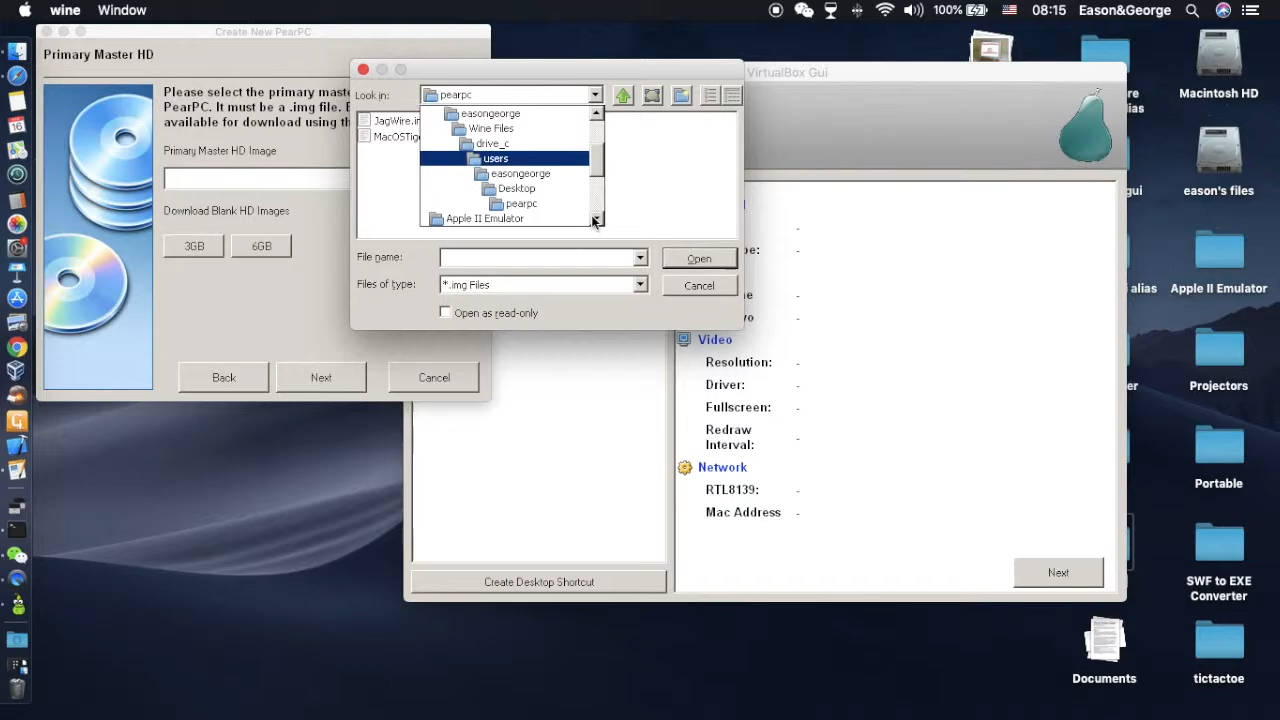 wine Window
100% 08:15 Eason&George
Create New PearPC
Primary Master HD
Please select the primary maste
PearPC. It must be a .img file. E
available for download using th
Primary Master HD Image
Download Blank HD Images
3GB 6GB
Back Next Cancel
Look in: pearpc
JagWire.in
MacOSTig
easongeorge
Wine Files
drive_c
users
easongeorge
Desktop
pearpc
Apple II Emulator
File name: Open
Files of type: *.img Files Cancel
Open as read-only
VirtualBox Gui
Video
Resolution: -
Driver: -
Fullscreen: -
Redraw
Interval: -
Network
RTL8139: -
Mac Address -
Create Desktop Shortcut
Next
Macintosh HD
eason's files
Apple II Emulator
Projectors
Portable
SWF to EXE
Converter
Documents
tictactoe
alias
gui